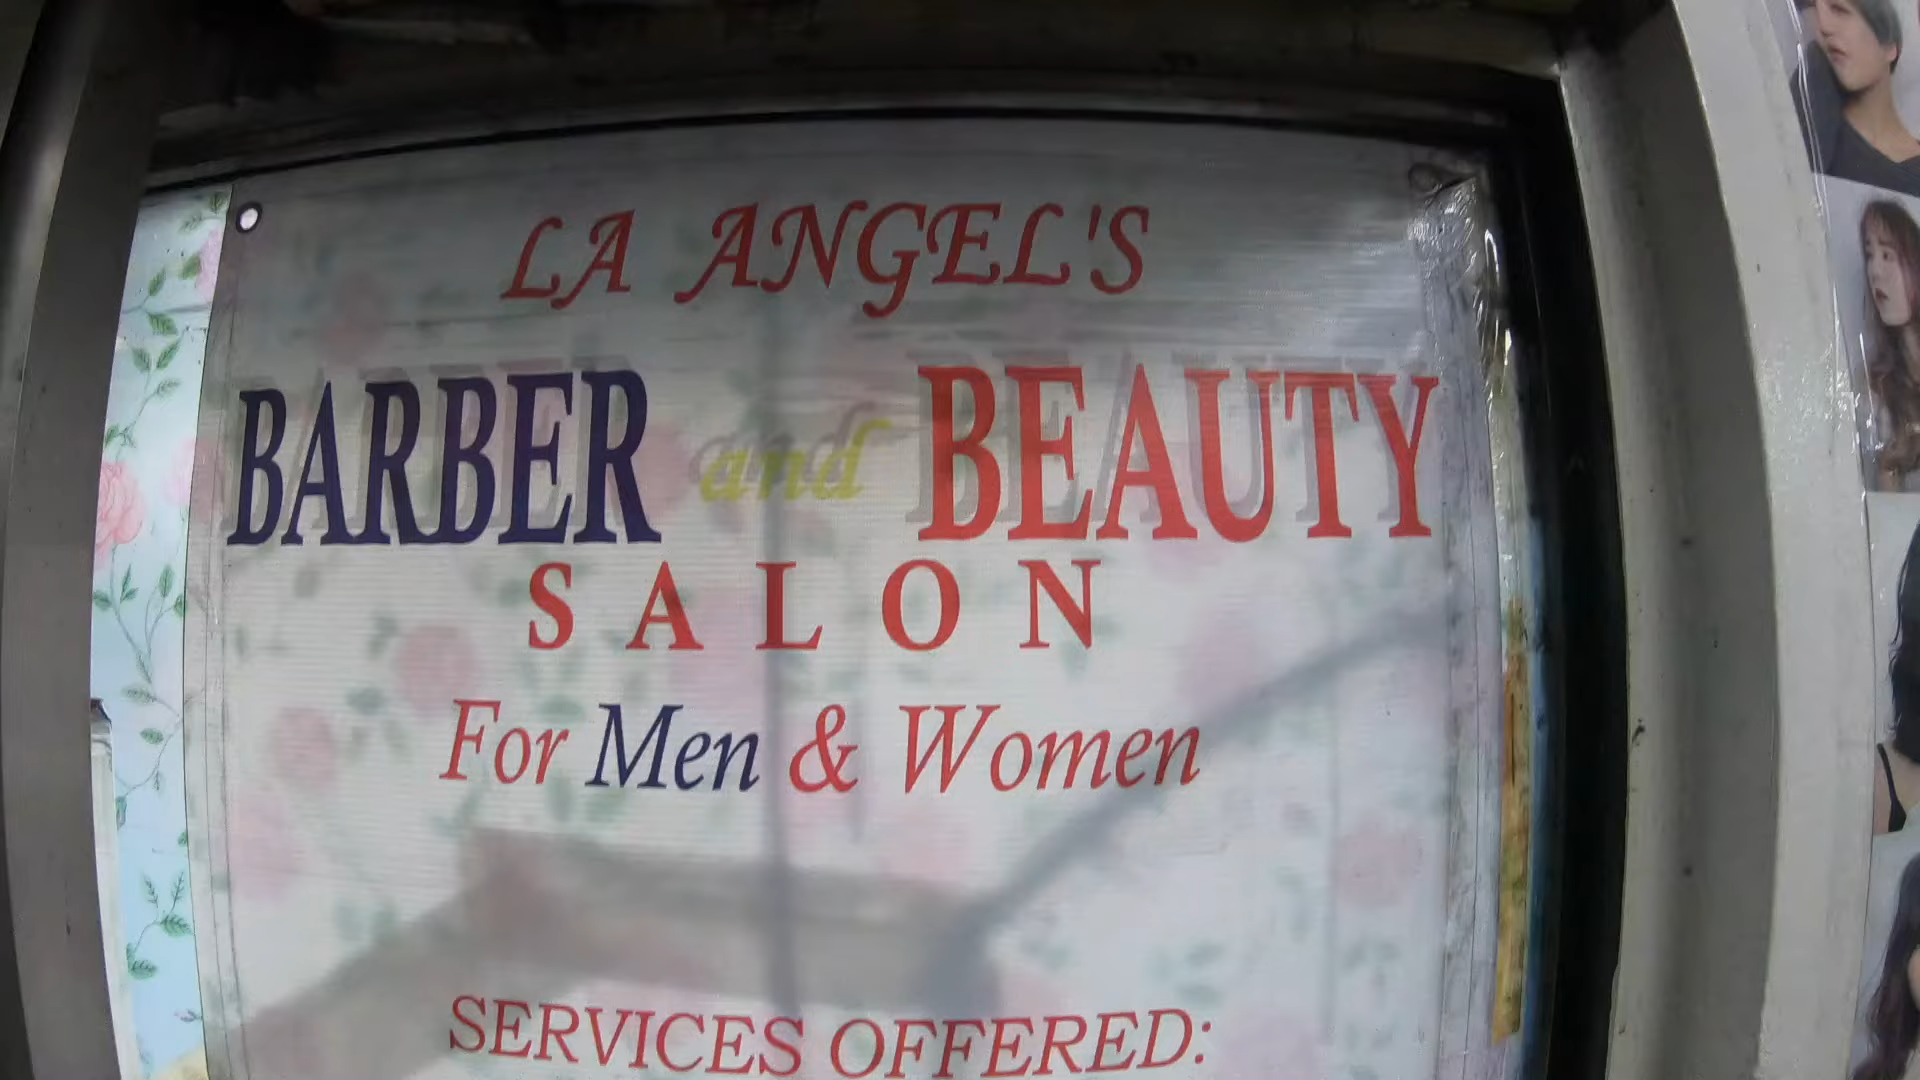 LA ANGEL'S
BARBER and BEAUTY
SALON
For Men & Women
SERVICES OFFERED: